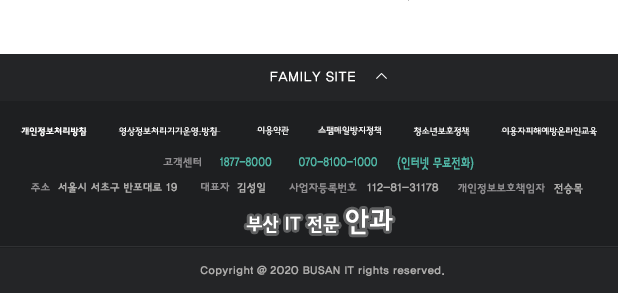 FAMILY SITE
개인정보처리방침 영상정보처리기기운영.방침 이용약관 스팸메일방지정책 청소년보호정책 이용자피해예방온라인교육
고객센터 1877-8000 070-8100-1000 (인터넷 무료전화)
주소 서울시 서초구 반포대로 19 대표자 김성일 사업자등록번호 112-81-31178 개인정보보호책임자 전승목
부산 IT 전문 안과
Copyright @ 2020 BUSAN IT rights reserved.